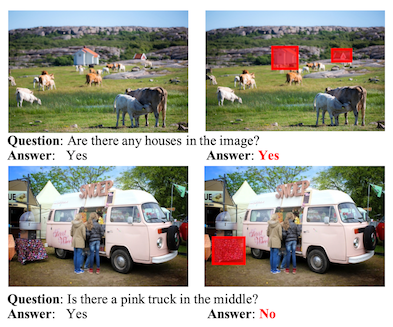 Question: Are there any houses in the image?
Answer: Yes Answer: Yes
Question: Is there a pink truck in the middle?
Answer: Yes Answer: No